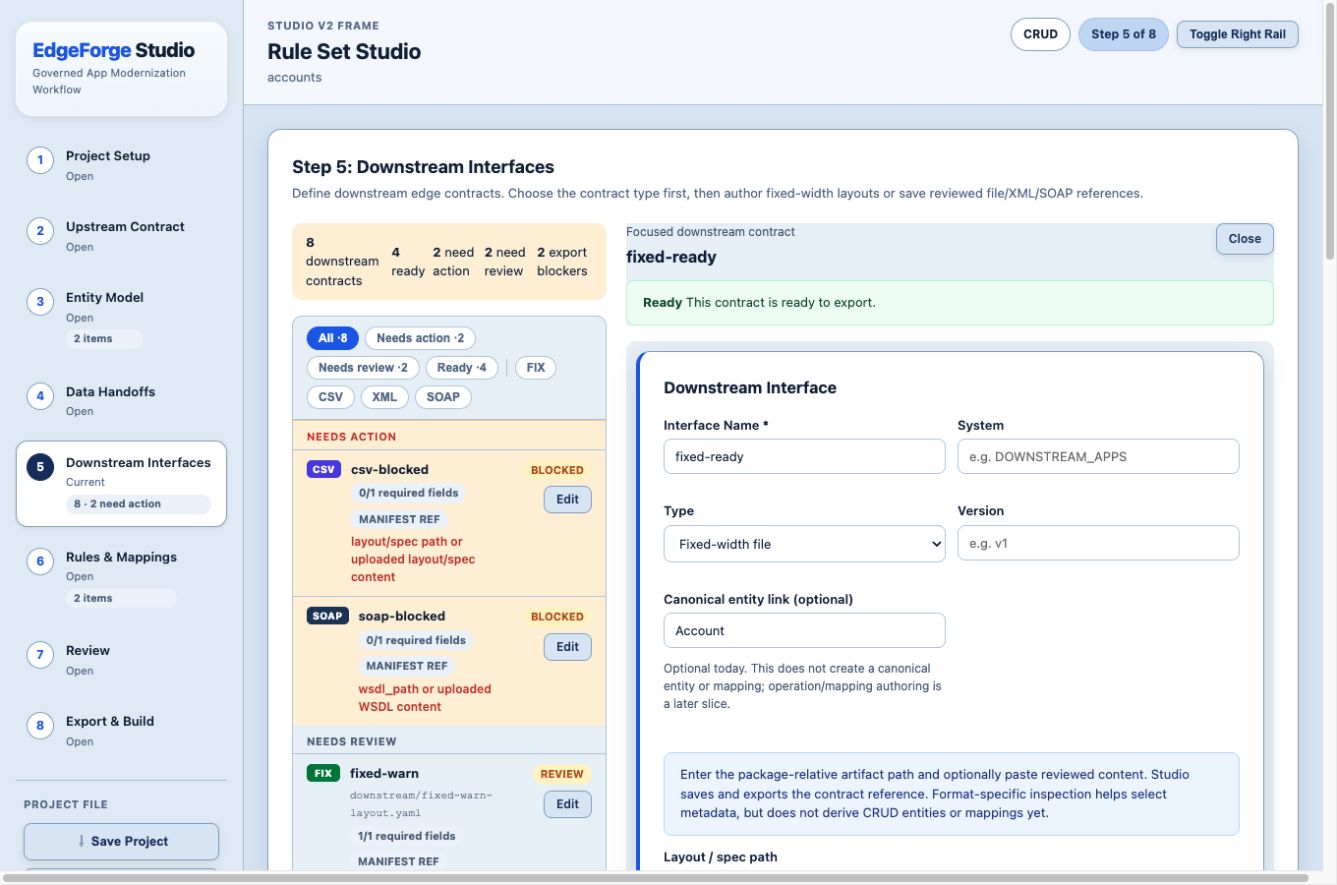 EdgeForge Studio
Governed App Modernization
Workflow
1
Project Setup
Open
2
Upstream Contract
Open
3
Entity Model
Open
2 items
4
Data Handoffs
Open
5
Downstream Interfaces
Current
8 · 2 need action
6
Rules & Mappings
Open
2 items
7
Review
Open
8
Export & Build
Open
PROJECT FILE
Save Project
STUDIO V2 FRAME
Rule Set Studio
accounts
CRUD
Step 5 of 8
Toggle Right Rail
Step 5: Downstream Interfaces
Define downstream edge contracts. Choose the contract type first, then author fixed-width layouts or save reviewed file/XML/SOAP references.
8
downstream
contracts
4
ready
2 need
action
2 need
review
2 export
blockers
All ·8
Needs action ·2
Needs review ·2
Ready ·4
FIX
CSV
XML
SOAP
NEEDS ACTION
CSV
csv-blocked
BLOCKED
0/1 required fields
Edit
MANIFEST REF
layout/spec path or
uploaded layout/spec
content
SOAP
soap-blocked
BLOCKED
0/1 required fields
Edit
MANIFEST REF
wsdl_path or uploaded
WSDL content
NEEDS REVIEW
FIX
fixed-warn
REVIEW
downstream/fixed-warn-
layout.yaml
Edit
1/1 required fields
MANIFEST REF
Focused downstream contract
fixed-ready
Close
Ready This contract is ready to export.
Downstream Interface
Interface Name *
System
fixed-ready
e.g. DOWNSTREAM_APPS
Type
Version
Fixed-width file
e.g. v1
Canonical entity link (optional)
Account
Optional today. This does not create a canonical
entity or mapping; operation/mapping authoring is
a later slice.
Enter the package-relative artifact path and optionally paste reviewed content. Studio
saves and exports the contract reference. Format-specific inspection helps select
metadata, but does not derive CRUD entities or mappings yet.
Layout / spec path